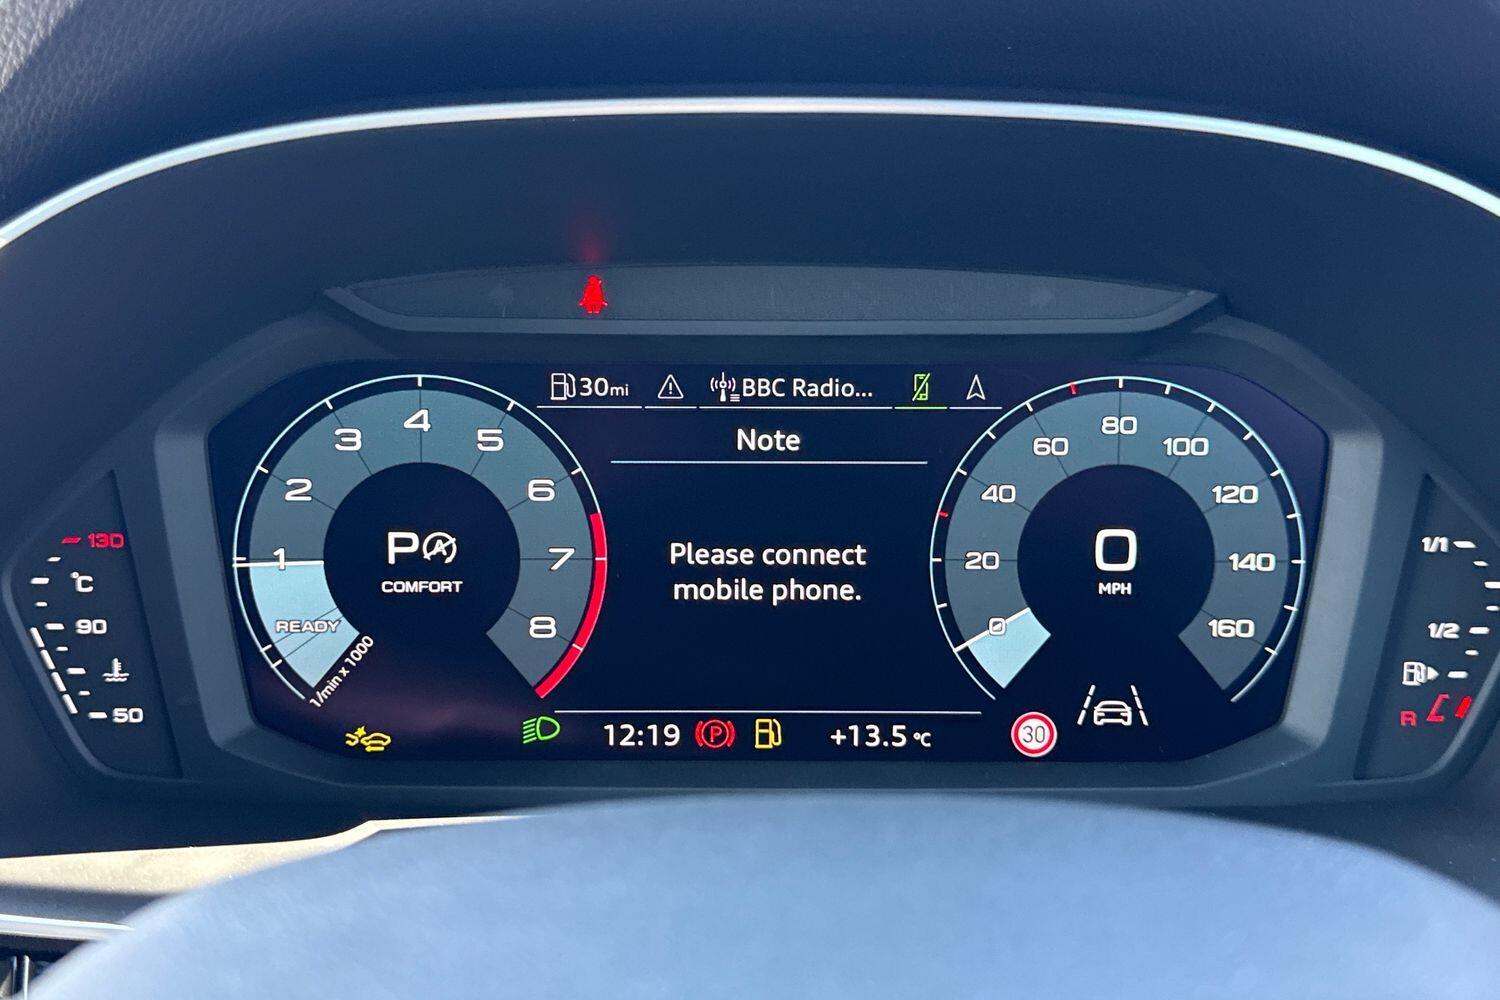 30mi
BBC Radio...
Note
Please connect
mobile phone.
1
2
3
4
5
6
7
8
READY
1/min x 1000
P
A
COMFORT
0
20
40
60
80
100
120
140
160
0
MPH
130
°C
90
50
1/1
1/2
R
12:19
P
+13.5 °C
30